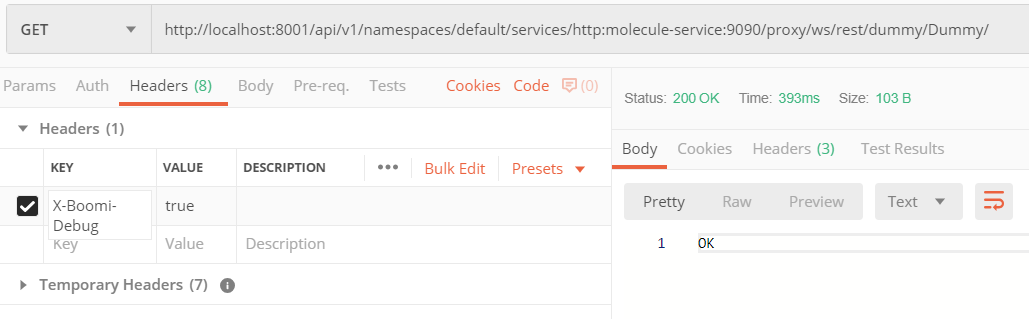 GET http://localhost:8001/api/v1/namespaces/default/services/http:molecule-service:9090/proxy/ws/rest/dummy/Dummy/
Params Auth Headers (8) Body Pre-req. Tests Cookies Code (0)
Headers (1)
KEY VALUE DESCRIPTION ••• Bulk Edit Presets
X-Boomi-
Debug
true
Key Value Description
Temporary Headers (7) i
Status: 200 OK Time: 393ms Size: 103 B
Body Cookies Headers (3) Test Results
Pretty Raw Preview Text
1 OK